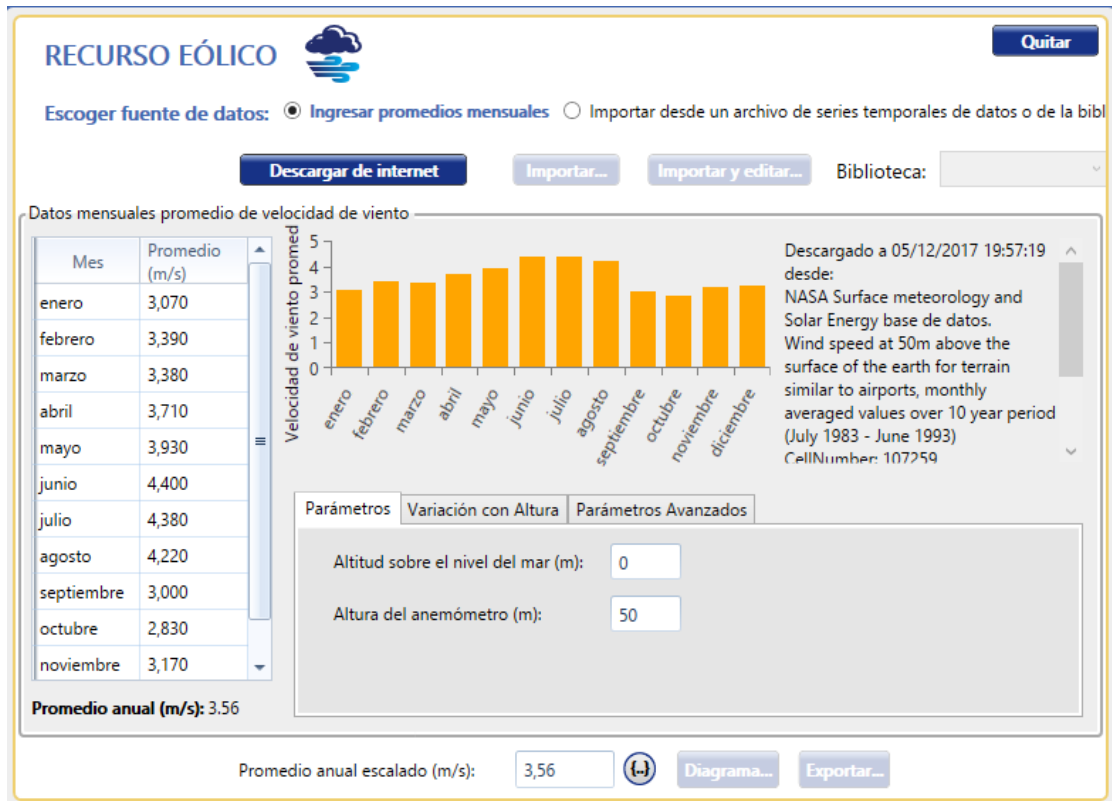 RECURSO EÓLICO
Quitar
Escoger fuente de datos: Ingresar promedios mensuales Importar desde un archivo de series temporales de datos o de la bibl
Descargar de internet Importar... Importar y editar... Biblioteca:
Datos mensuales promedio de velocidad de viento
Mes Promedio (m/s)
enero 3,070
febrero 3,390
marzo 3,380
abril 3,710
mayo 3,930
junio 4,400
julio 4,380
agosto 4,220
septiembre 3,000
octubre 2,830
noviembre 3,170
Promedio anual (m/s): 3.56
Velocidad de viento promed
5
4
3
2
1
0
enero febrero marzo abril mayo junio julio agosto septiembre octubre noviembre diciembre
Descargado a 05/12/2017 19:57:19
desde:
NASA Surface meteorology and
Solar Energy base de datos.
Wind speed at 50m above the
surface of the earth for terrain
similar to airports, monthly
averaged values over 10 year period
(July 1983 - June 1993)
CellNumber: 107259
Parámetros Variación con Altura Parámetros Avanzados
Altitud sobre el nivel del mar (m): 0
Altura del anemómetro (m): 50
Promedio anual escalado (m/s): 3,56 {..} Diagrama... Exportar...